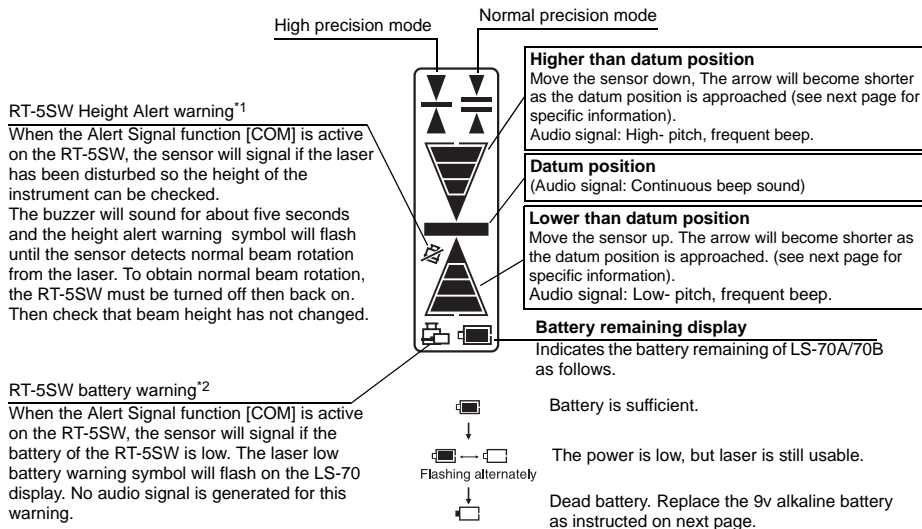 High precision mode
Normal precision mode
RT-5SW Height Alert warning*1
When the Alert Signal function [COM] is active
on the RT-5SW, the sensor will signal if the laser
has been disturbed so the height of the
instrument can be checked.
The buzzer will sound for about five seconds
and the height alert warning symbol will flash
until the sensor detects normal beam rotation
from the laser. To obtain normal beam rotation,
the RT-5SW must be turned off then back on.
Then check that beam height has not changed.
RT-5SW battery warning*2
When the Alert Signal function [COM] is active
on the RT-5SW, the sensor will signal if the
battery of the RT-5SW is low. The laser low
battery warning symbol will flash on the LS-70
display. No audio signal is generated for this
warning.
Higher than datum position
Move the sensor down, The arrow will become shorter
as the datum position is approached (see next page for
specific information).
Audio signal: High- pitch, frequent beep.
Datum position
(Audio signal: Continuous beep sound)
Lower than datum position
Move the sensor up. The arrow will become shorter as
the datum position is approached. (see next page for
specific information).
Audio signal: Low- pitch, frequent beep.
Battery remaining display
Indicates the battery remaining of LS-70A/70B
as follows.
Battery is sufficient.
Flashing alternately
The power is low, but laser is still usable.
Dead battery. Replace the 9v alkaline battery
as instructed on next page.